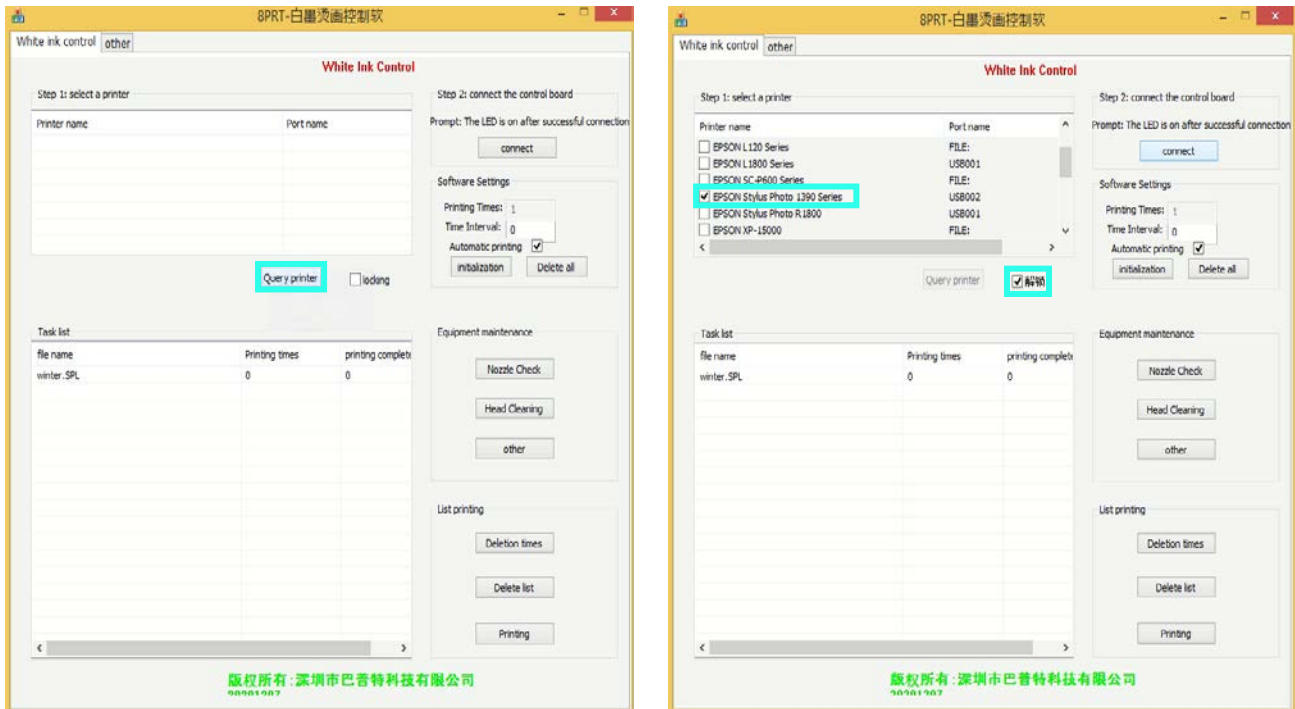 8PRT-白墨烫画控制软
White ink control other
White Ink Control
Step 1: select a printer
Printer name Port name
Query printer locking
Step 2: connect the control board
Prompt: The LED is on after successful connection
connect
Software Settings
Printing Times: 1
Time Interval: 0
Automatic printing
initialization Delete all
Task list
file name Printing times printing complete
winter.SPL 0 0
Equipment maintenance
Nozzle Check
Head Cleaning
other
List printing
Deletion times
Delete list
Printing
版权所有:深圳市巴普特科技有限公司
20201207
8PRT-白墨烫画控制软
White ink control other
White Ink Control
Step 1: select a printer
Printer name Port name
EPSON L120 Series FILE:
EPSON L1800 Series USB001
EPSON SC-P600 Series FILE:
EPSON Stylus Photo 1390 Series USB002
EPSON Stylus Photo R1800 USB001
EPSON XP-15000 FILE:
Query printer 解锁
Step 2: connect the control board
Prompt: The LED is on after successful connection
connect
Software Settings
Printing Times: 1
Time Interval: 0
Automatic printing
initialization Delete all
Task list
file name Printing times printing complete
winter.SPL 0 0
Equipment maintenance
Nozzle Check
Head Cleaning
other
List printing
Deletion times
Delete list
Printing
版权所有:深圳市巴普特科技有限公司
20201207